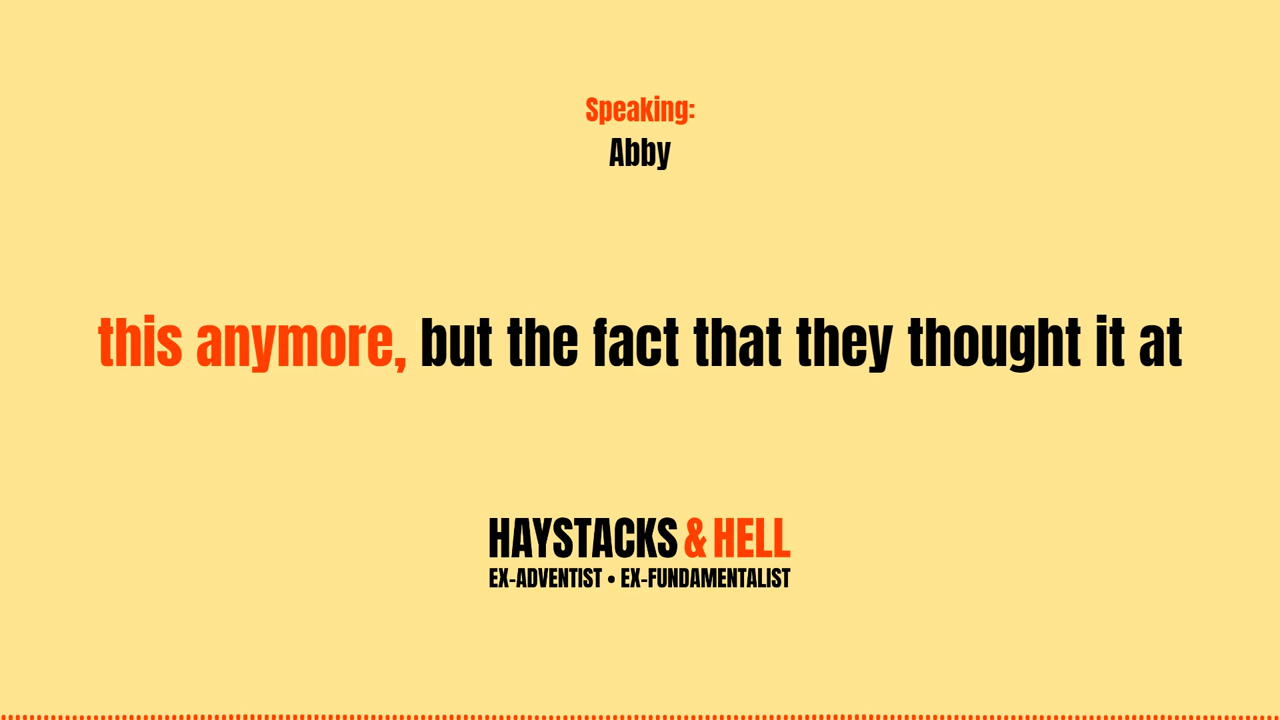 Speaking:
Abby
this anymore, but the fact that they thought it at
HAYSTACKS & HELL
EX-ADVENTIST • EX-FUNDAMENTALIST